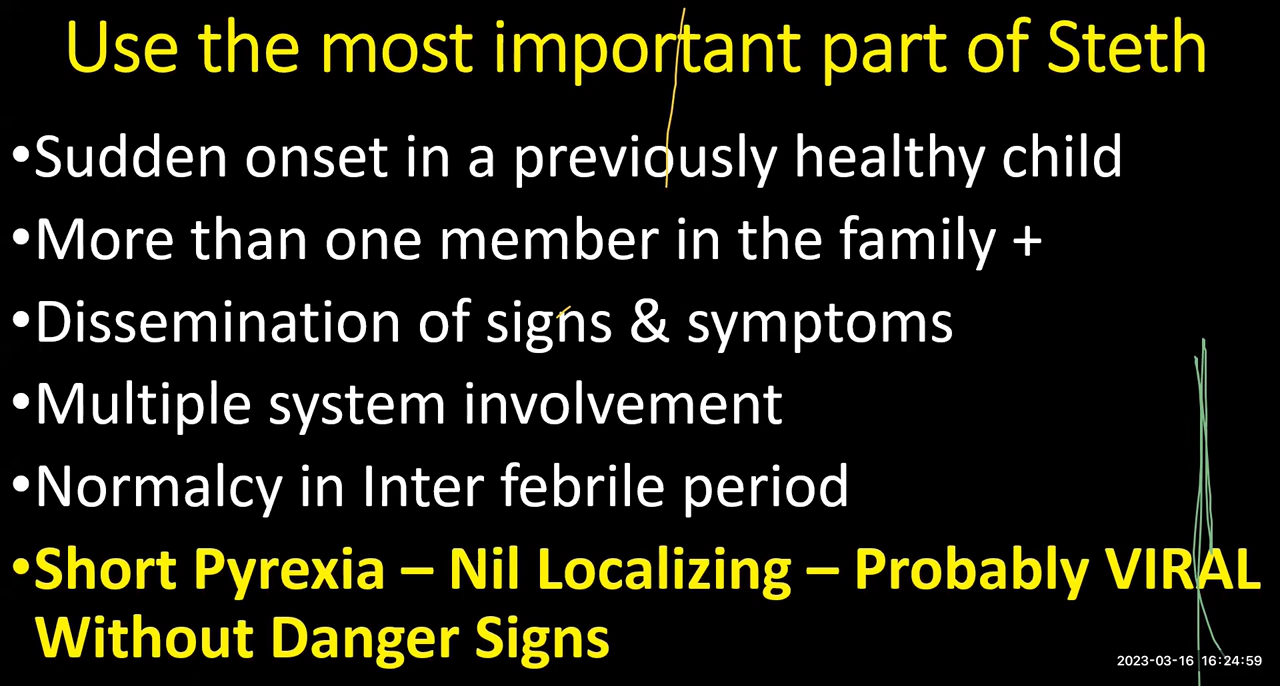 Use the most important part of Steth
•Sudden onset in a previously healthy child
•More than one member in the family +
•Dissemination of signs & symptoms
•Multiple system involvement
•Normalcy in Inter febrile period
•Short Pyrexia – Nil Localizing – Probably VIRAL
Without Danger Signs
2023-03-16 16:24:59